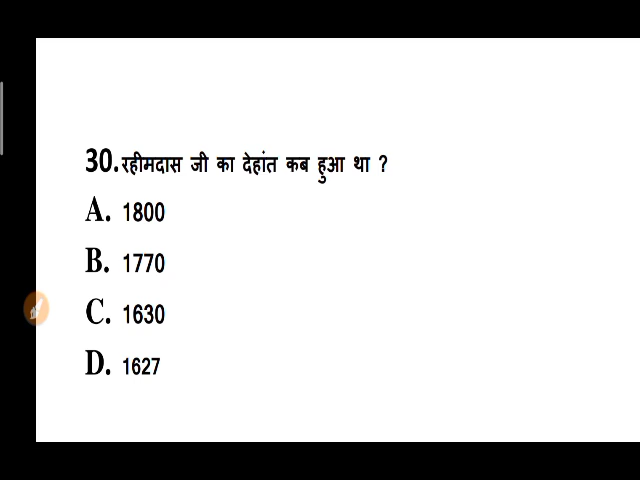 30.रहीमदास जी का देहांत कब हुआ था ?
A. 1800
B. 1770
C. 1630
D. 1627